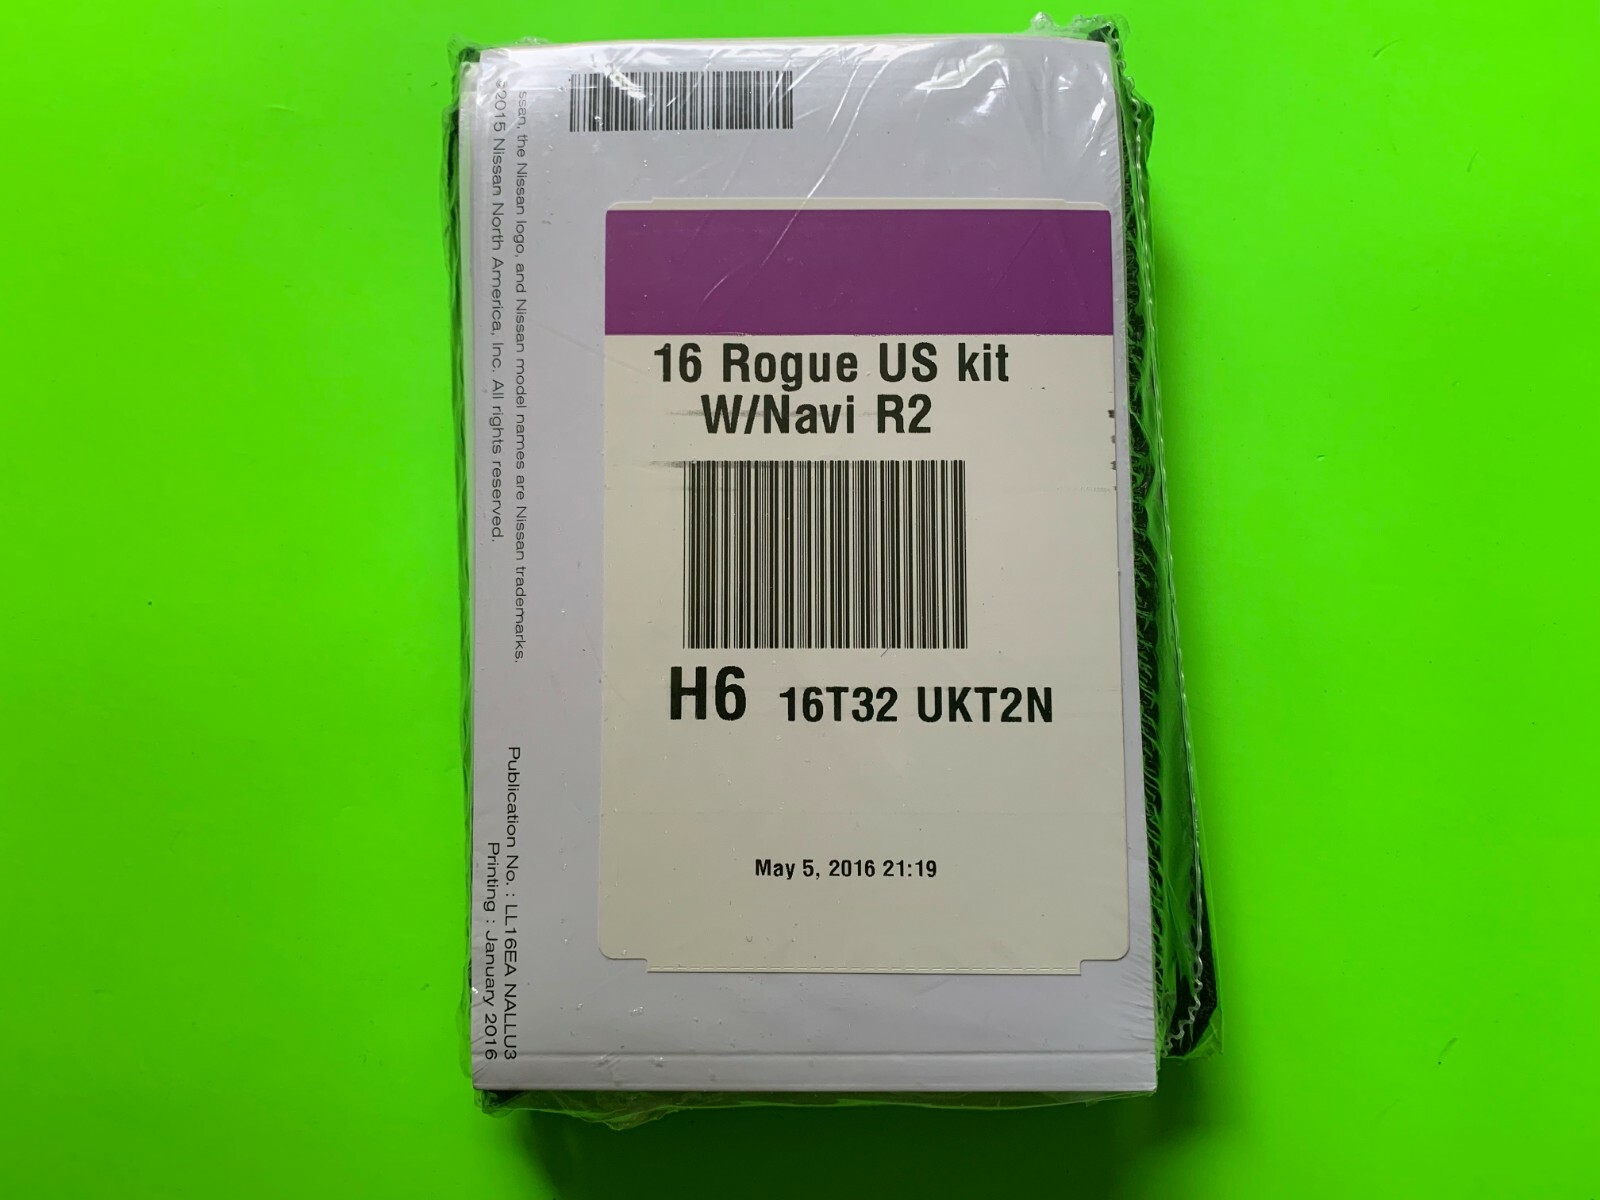 16 Rogue US kit
W/Navi R2
H6 16T32 UKT2N
May 5, 2016 21:19
the Nissan logo, and Nissan model names are Nissan trademarks.
2015 Nissan North America, Inc. All rights reserved.
Publication No. : LL16EA NALLU3
Printing : January 2016